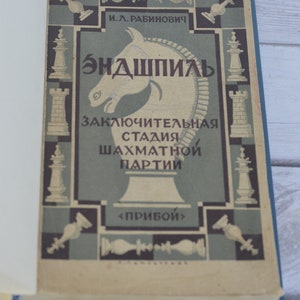 И. Л. РАБИНОВИЧ
ЭНДШПИЛЬ
ЗАКЛЮЧИТЕЛЬНАЯ
СТАДИЯ
ШАХМАТНОЙ
ПАРТИИ
«ПРИБОЙ»